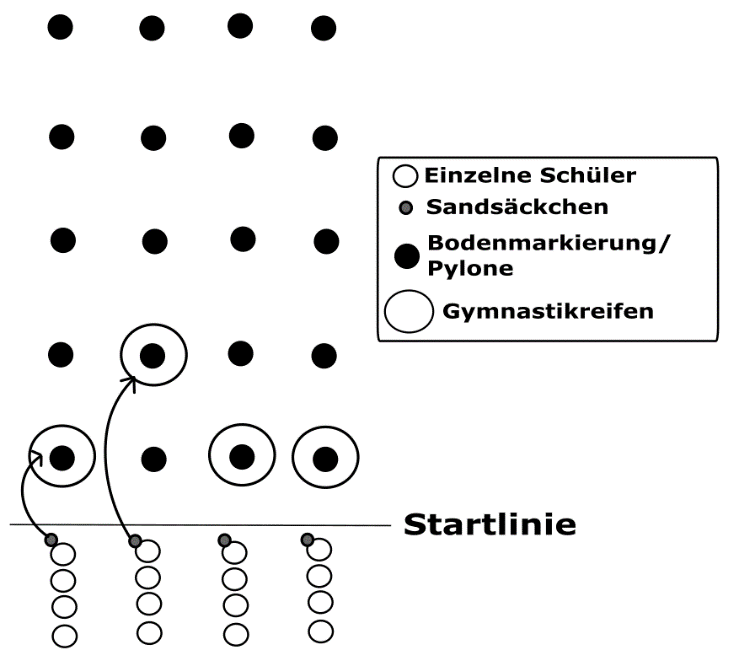 Einzelne Schüler
Sandsäckchen
Bodenmarkierung/
Pylone
Gymnastikreifen
Startlinie